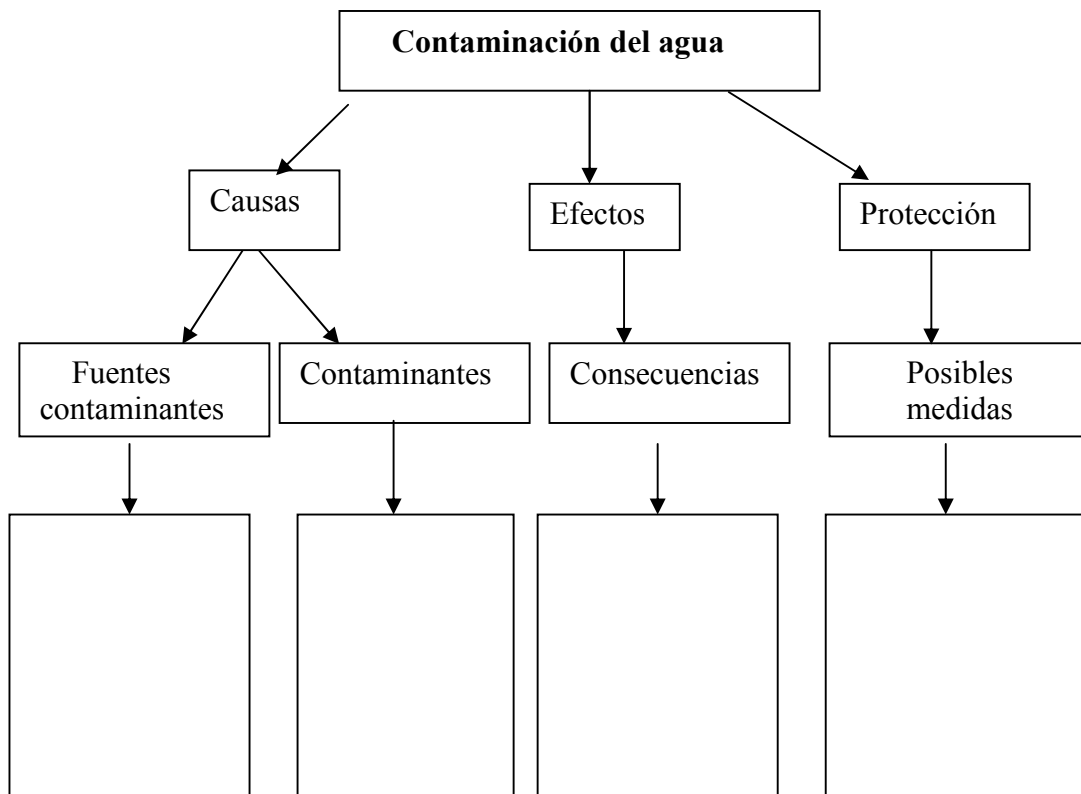 Contaminación del agua
Causas
Efectos
Protección
Fuentes
contaminantes
Contaminantes
Consecuencias
Posibles
medidas